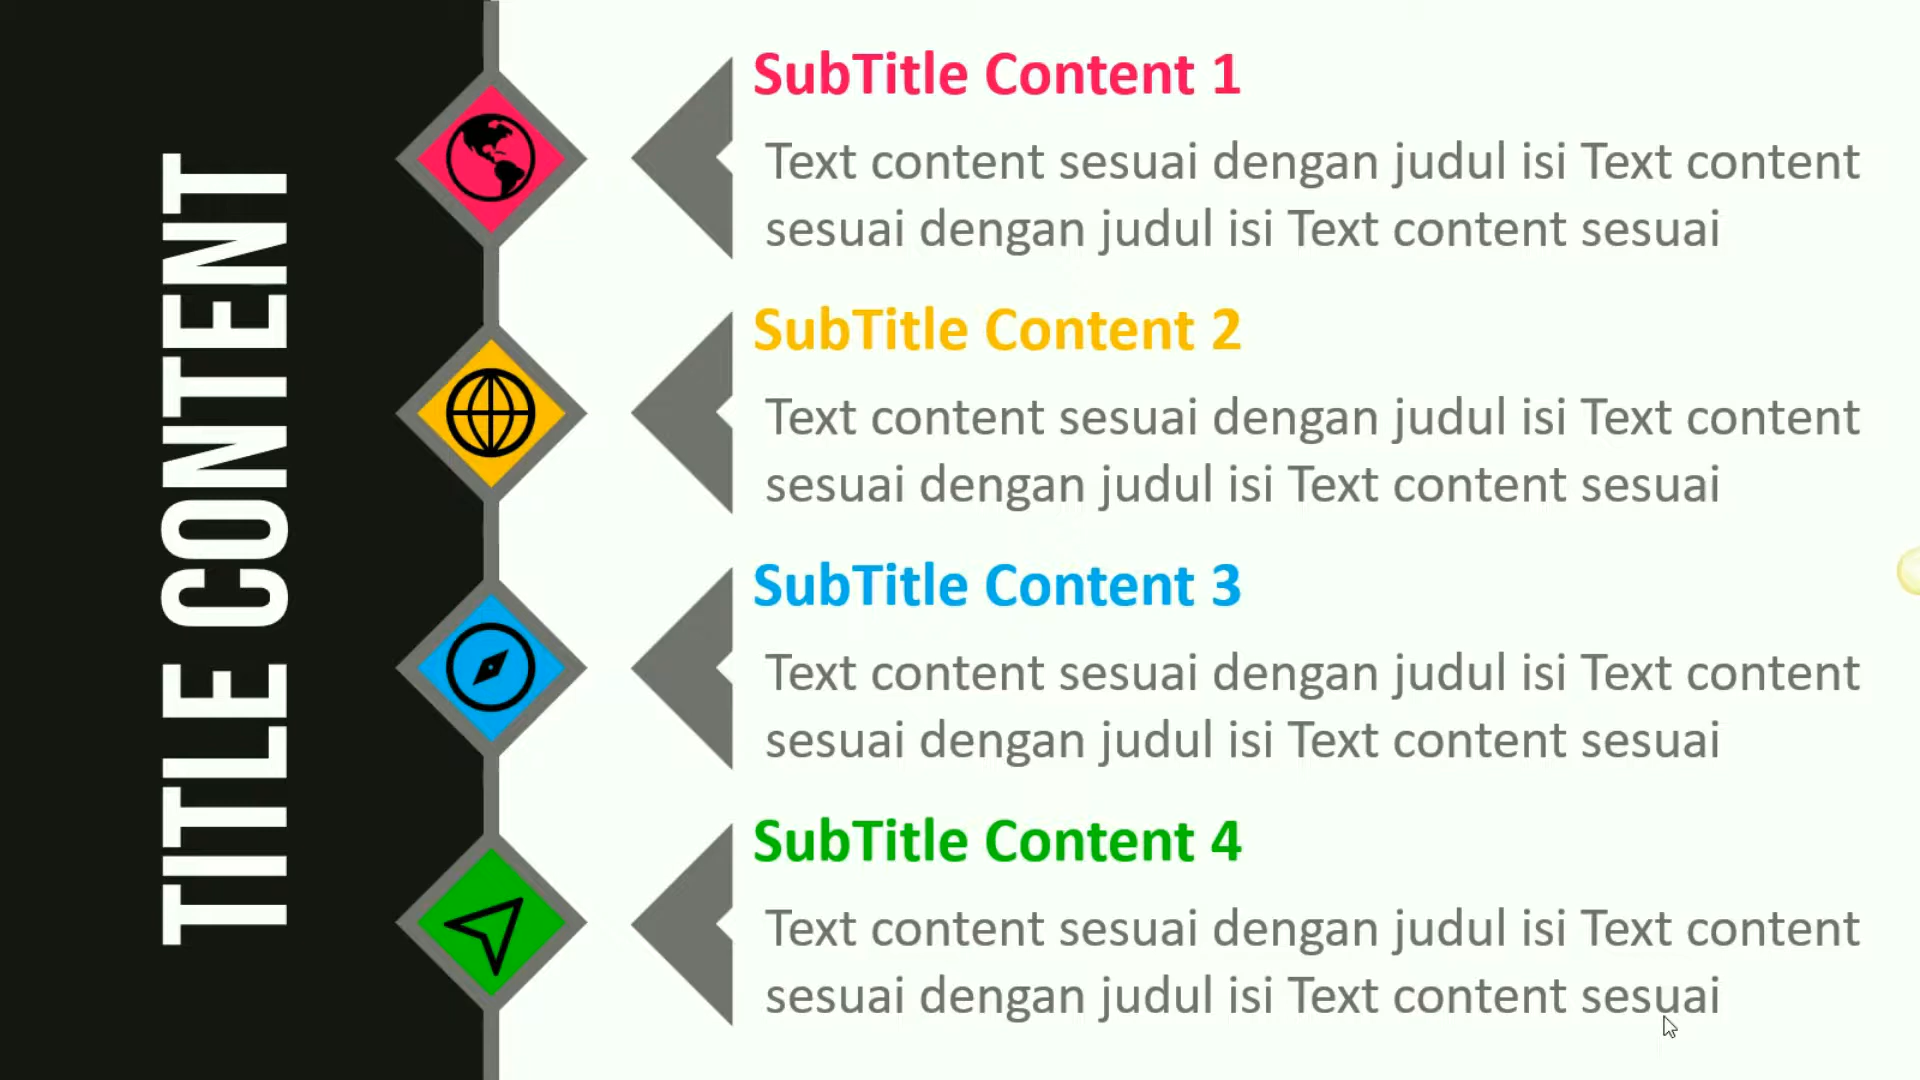 TITLE CONTENT
SubTitle Content 1
Text content sesuai dengan judul isi Text content
sesuai dengan judul isi Text content sesuai
SubTitle Content 2
Text content sesuai dengan judul isi Text content
sesuai dengan judul isi Text content sesuai
SubTitle Content 3
Text content sesuai dengan judul isi Text content
sesuai dengan judul isi Text content sesuai
SubTitle Content 4
Text content sesuai dengan judul isi Text content
sesuai dengan judul isi Text content sesuai